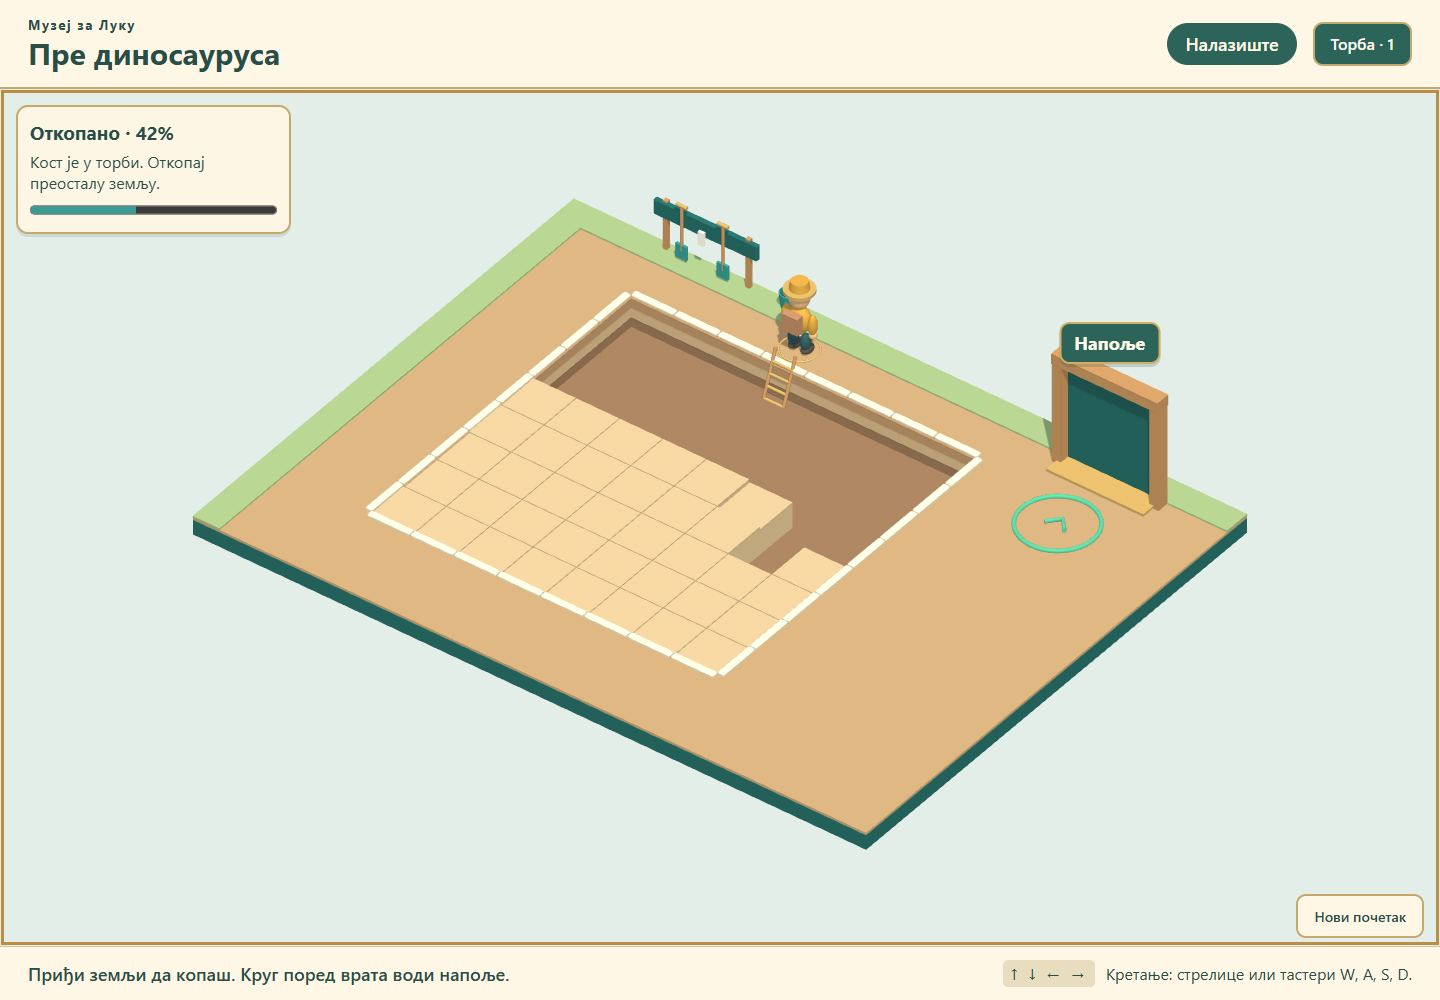 Музеј за Луку
Пре диносауруса
Налазиште
Торба · 1
Откопано · 42%
Кост је у торби. Откопај
преосталу земљу.
Напоље
Нови почетак
Приђи земљи да копаш. Круг поред врата води напоље.
↑ ↓ ← → Кретање: стрелице или тастери W, A, S, D.